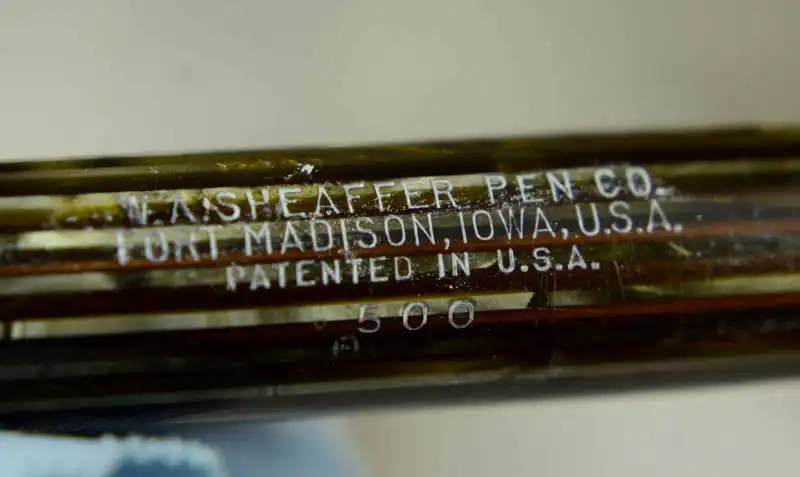 W.A.SHEAFFER PEN CO.
FORT MADISON, IOWA, U.S.A.
PATENTED IN U.S.A.
500